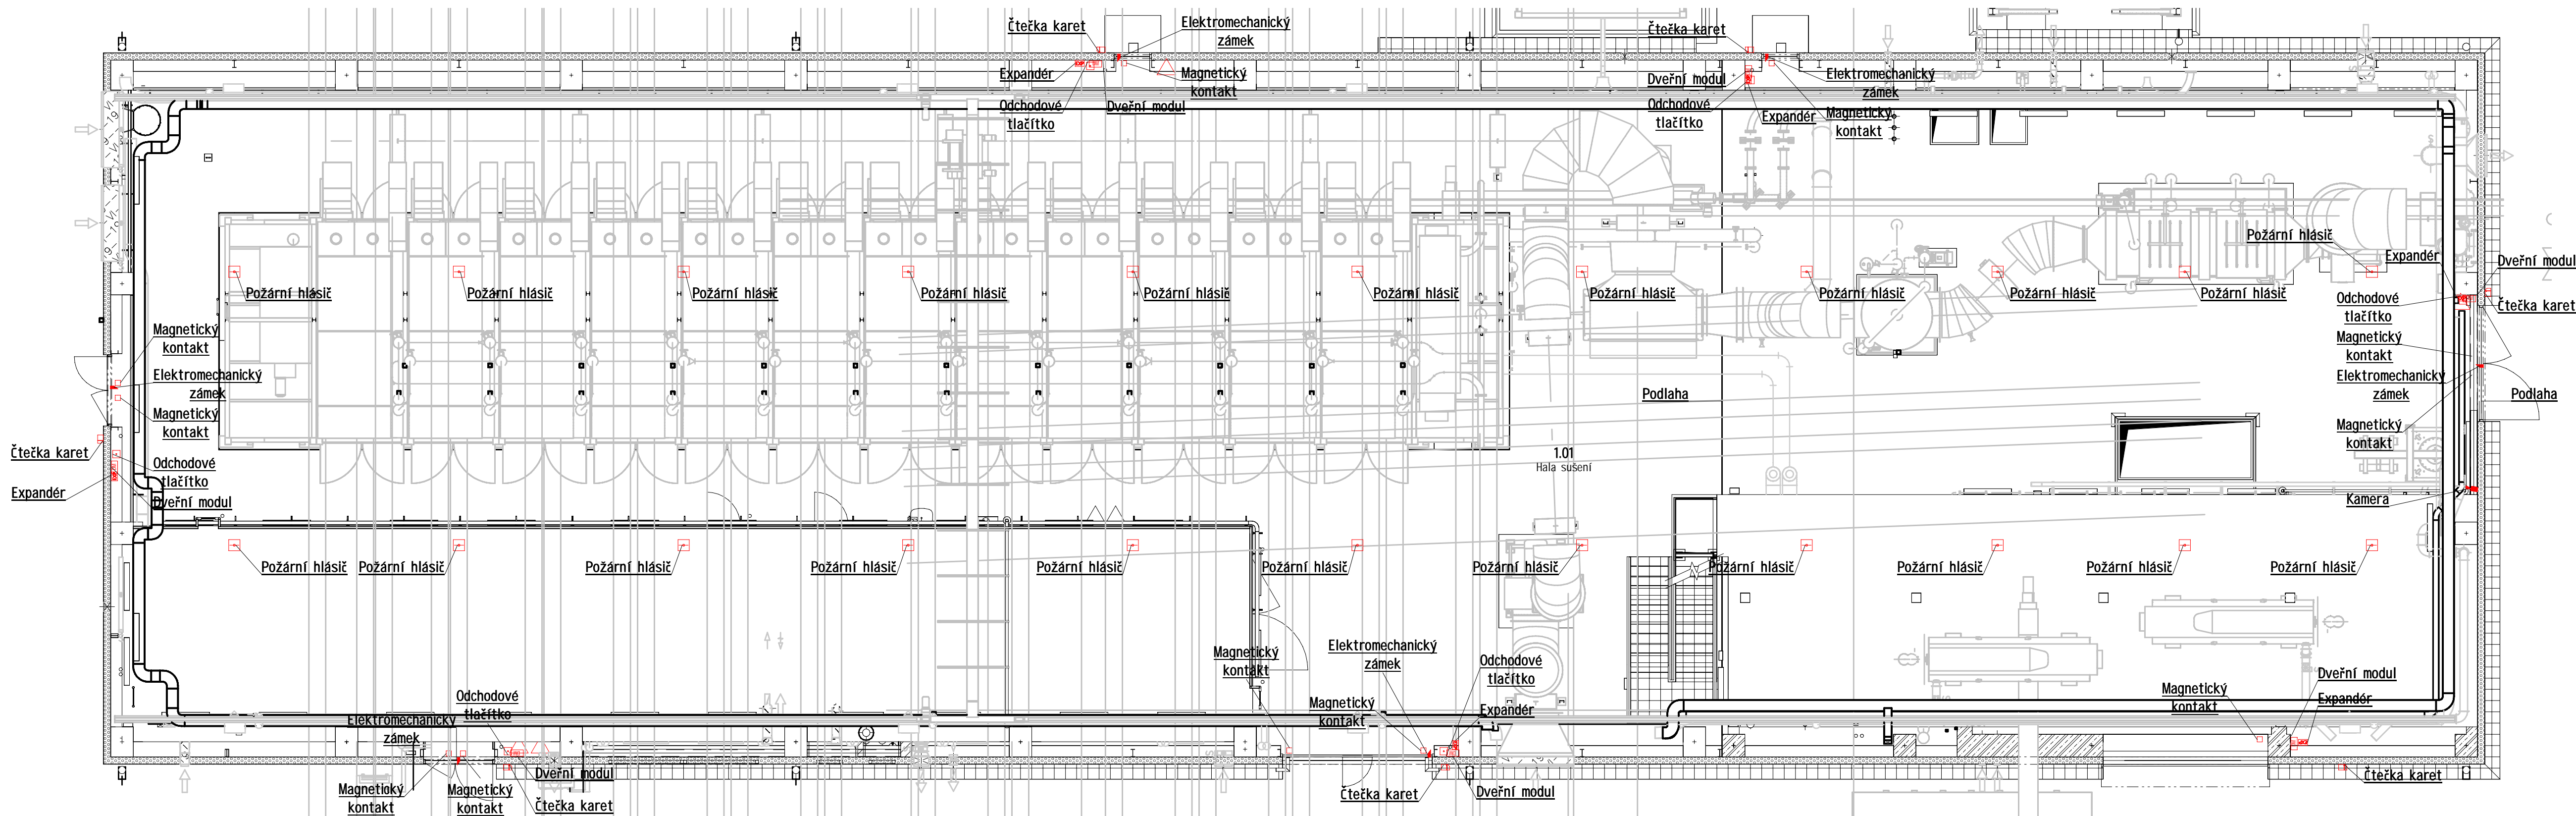 Čtečka karet
Elektromechanický
zámek
Expandér
Magnetický
kontakt
Odchodové
tlačítko
Dveřní modul
Čtečka karet
Dveřní modul
Elektromechanický
zámek
Odchodové
tlačítko
Expandér
Magnetický
kontakt
Požární hlásič
Expandér
Dveřní modul
Požární hlásič
Požární hlásič
Požární hlásič
Požární hlásič
Požární hlásič
Požární hlásič
Požární hlásič
Požární hlásič
Požární hlásič
Požární hlásič
Odchodové
tlačítko
Čtečka karet
Magnetický
kontakt
Magnetický
kontakt
Elektromechanický
zámek
Elektromechanický
zámek
Podlaha
Podlaha
Magnetický
kontakt
Magnetický
kontakt
Čtečka karet
1.01
Hala sušení
Odchodové
tlačítko
Expandér
Dveřní modul
Kamera
Požární hlásič
Požární hlásič
Požární hlásič
Požární hlásič
Požární hlásič
Požární hlásič
Požární hlásič
Požární hlásič
Požární hlásič
Požární hlásič
Požární hlásič
Magnetický
kontakt
Elektromechanický
zámek
Odchodové
tlačítko
Dveřní modul
Odchodové
tlačítko
Magnetický
kontakt
Expandér
Magnetický
kontakt
Expandér
Elektromechanický
zámek
Dveřní modul
Čtečka karet
Magnetický
kontakt
Magnetický
kontakt
Čtečka karet
Čtečka karet
Dveřní modul